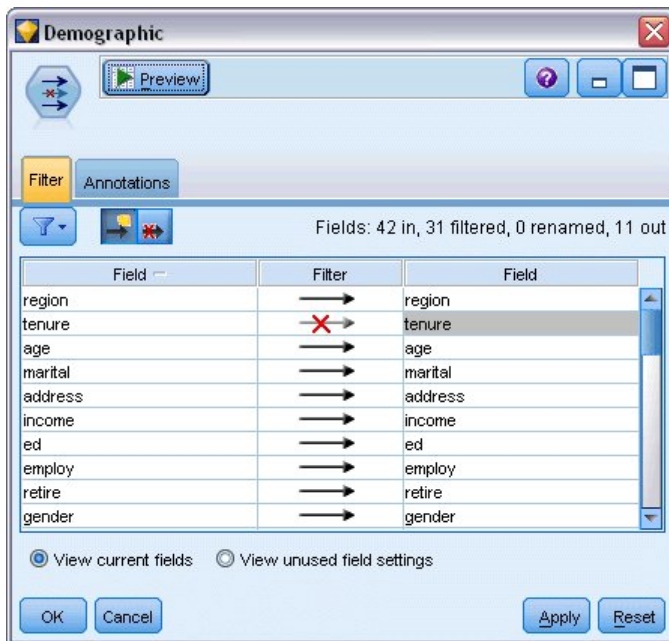 Demographic
Preview
Filter Annotations
Fields: 42 in, 31 filtered, 0 renamed, 11 out
Field Filter Field
region region
tenure tenure
age age
marital marital
address address
income income
ed ed
employ employ
retire retire
gender gender
View current fields View unused field settings
OK Cancel Apply Reset